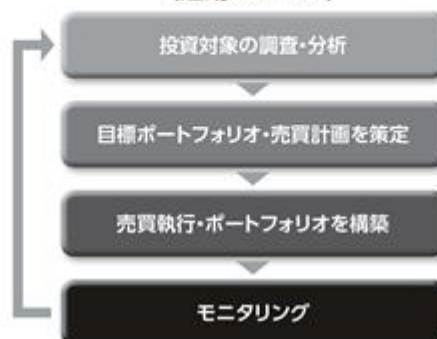 投資対象の調査・分析
目標ポートフォリオ・売買計画を策定
売買執行・ポートフォリオを構築
モニタリング